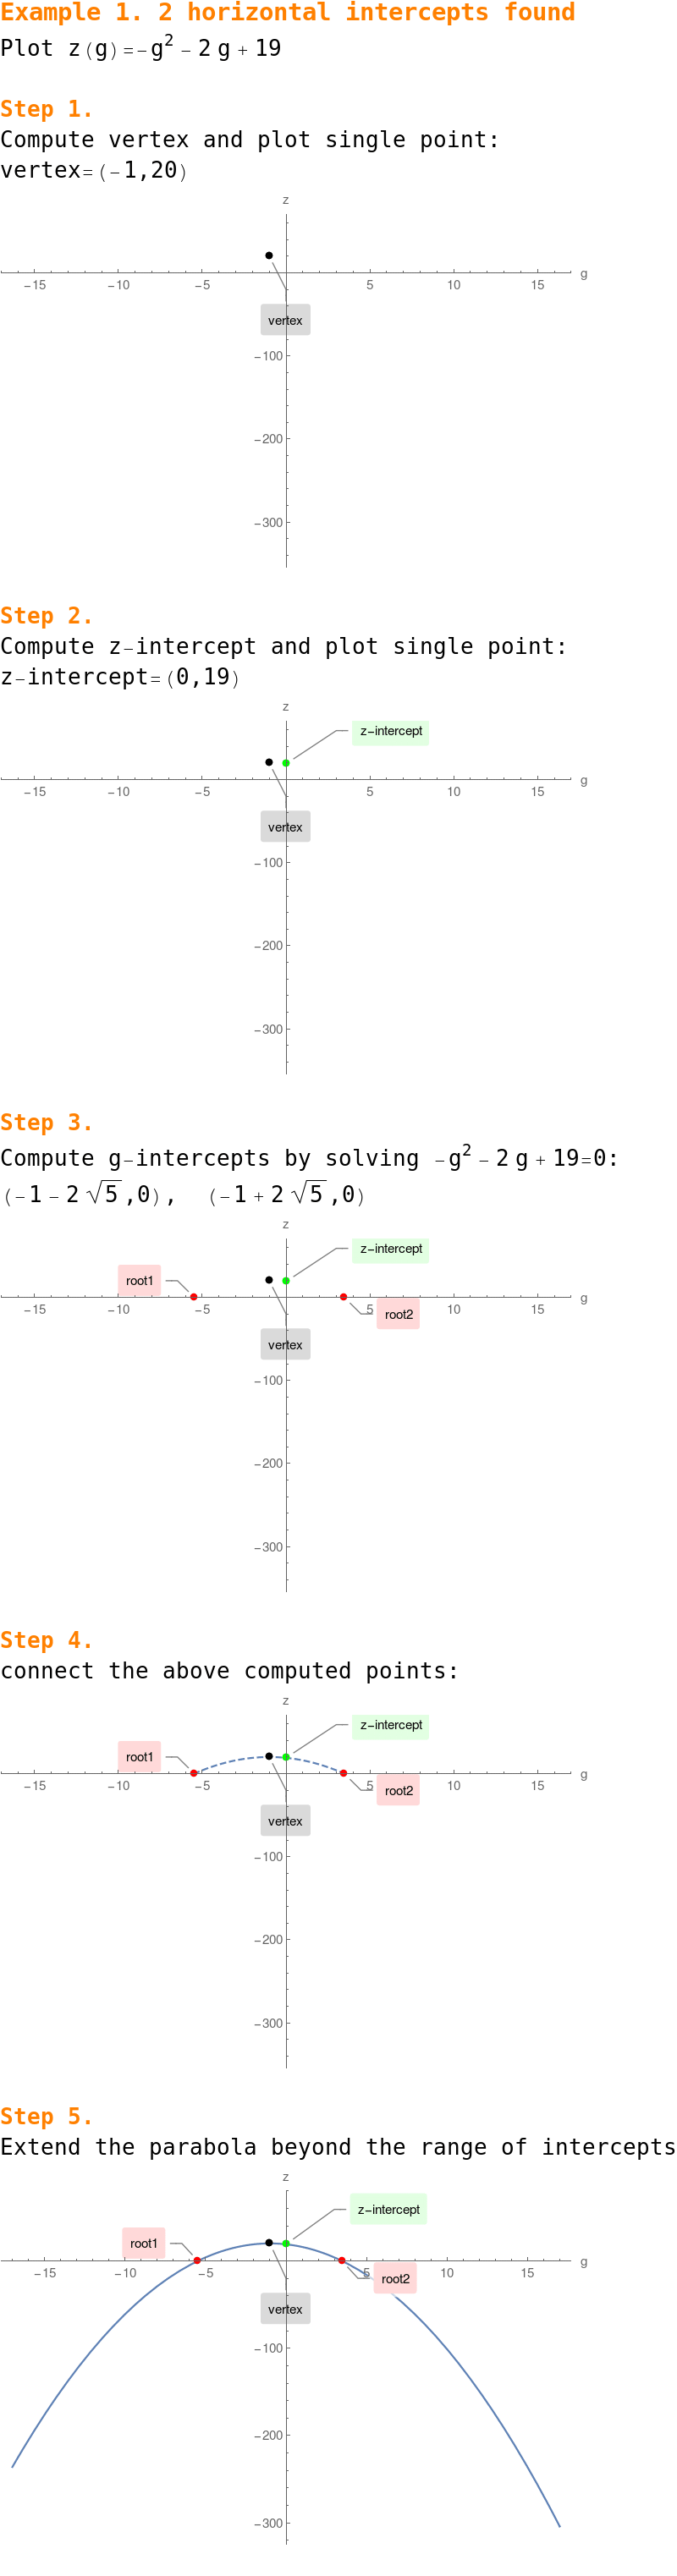 Example 1. 2 horizontal intercepts found
Plot z(g)=-g² - 2 g + 19
Step 1.
Compute vertex and plot single point:
vertex=(-1,20)
z
g
-15 -10 -5 5 10 15
vertex
-100
-200
-300
Step 2.
Compute z-intercept and plot single point:
z-intercept=(0,19)
z
z-intercept
g
-15 -10 -5 5 10 15
vertex
-100
-200
-300
Step 3.
Compute g-intercepts by solving -g² - 2 g + 19=0:
(-1 - 2 √5,0), (-1 + 2 √5,0)
z
z-intercept
root1
g
-15 -10 -5 5 10 15
root2
vertex
-100
-200
-300
Step 4.
connect the above computed points:
z
z-intercept
root1
g
-15 -10 -5 5 10 15
root2
vertex
-100
-200
-300
Step 5.
Extend the parabola beyond the range of intercepts
z
z-intercept
root1
g
-15 -10 -5 5 10 15
root2
vertex
-100
-200
-300